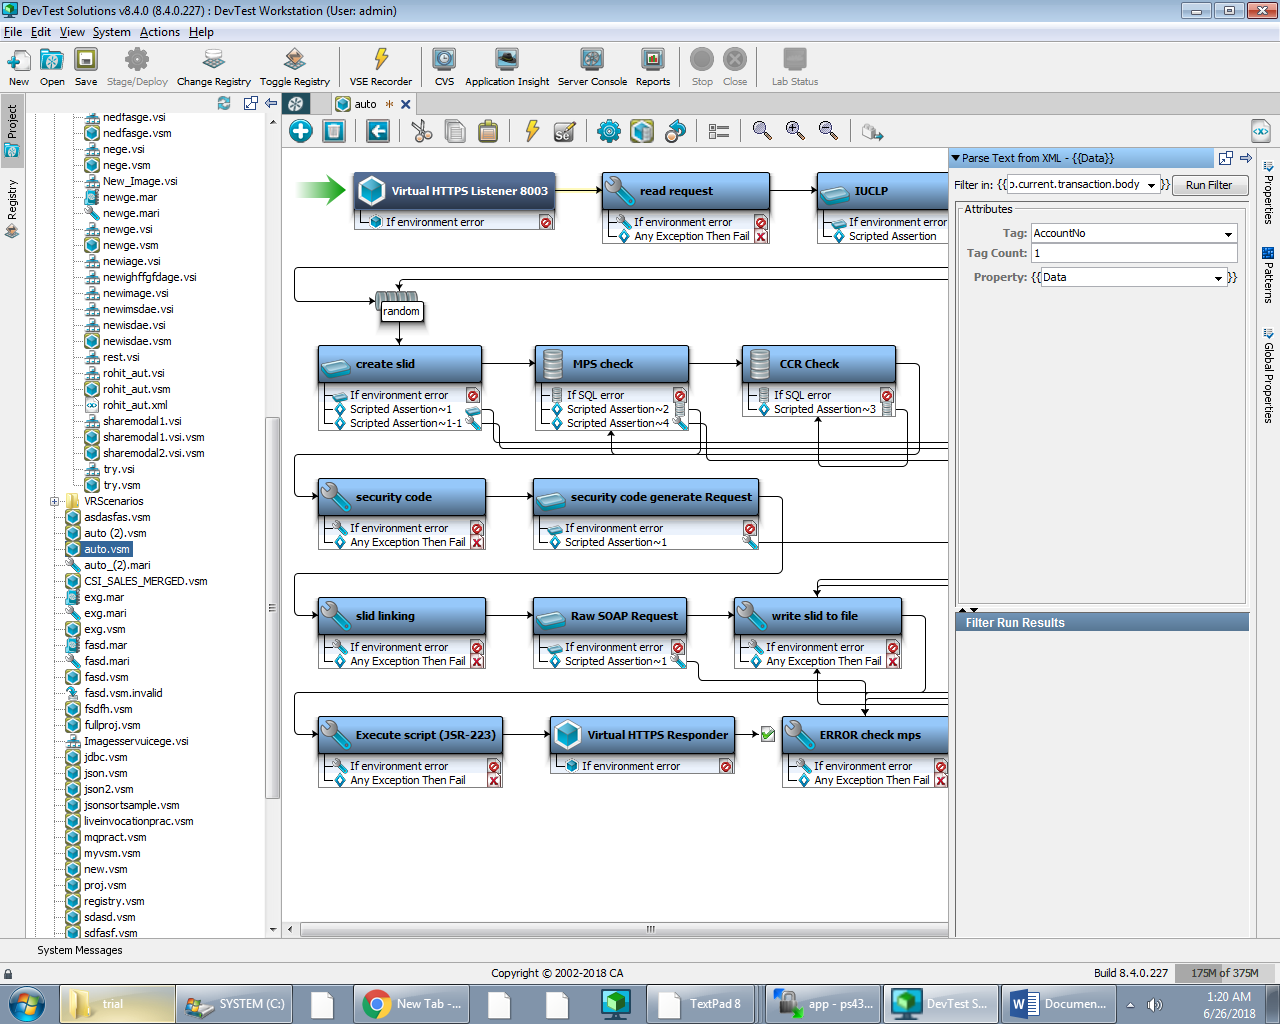 DevTest Solutions v8.4.0 (8.4.0.227) : DevTest Workstation (User: admin)
File Edit View System Actions Help
New Open Save Stage/Deploy Change Registry Toggle Registry VSE Recorder CVS Application Insight Server Console Reports Stop Close Lab Status
Project
Registry
nedfasge.vsi
nedfasge.vsm
nege.vsi
nege.vsm
New_Image.vsi
newge.mar
newge.mari
newge.vsi
newge.vsm
newiage.vsi
newighffgfdage.vsi
newimage.vsi
newimsdae.vsi
newisdae.vsi
newisdae.vsm
rest.vsi
rohit_aut.vsi
rohit_aut.vsm
rohit_aut.xml
sharemodal1.vsi
sharemodal1.vsi.vsm
sharemodal2.vsi.vsm
try.vsi
try.vsm
VRScenarios
asdasfas.vsm
auto (2).vsm
auto.vsm
auto_(2).mari
CSI_SALES_MERGED.vsm
exg.mar
exg.mari
exg.vsm
fasd.mar
fasd.mari
fasd.vsm
fasd.vsm.invalid
fsdfh.vsm
fullproj.vsm
Imagesservuicege.vsi
jdbc.vsm
json.vsm
json2.vsm
jsonsortsample.vsm
liveinvocationprac.vsm
mqpract.vsm
myvsm.vsm
new.vsm
proj.vsm
registry.vsm
sdasd.vsm
sdfasf.vsm
auto
Virtual HTTPS Listener 8003
If environment error
read request
If environment error
Any Exception Then Fail
IUCLP
If environment error
Scripted Assertion
random
create slid
If environment error
Scripted Assertion~1
Scripted Assertion~1-1
MPS check
If SQL error
Scripted Assertion~2
Scripted Assertion~4
CCR Check
If SQL error
Scripted Assertion~3
security code
If environment error
Any Exception Then Fail
security code generate Request
If environment error
Scripted Assertion~1
slid linking
If environment error
Any Exception Then Fail
Raw SOAP Request
If environment error
Scripted Assertion~1
write slid to file
If environment error
Any Exception Then Fail
Execute script (JSR-223)
If environment error
Any Exception Then Fail
Virtual HTTPS Responder
If environment error
ERROR check mps
If environment error
Any Exception Then Fail
Parse Text from XML - {{Data}}
Filter in: {{ .current.transaction.body }} Run Filter
Attributes
Tag: AccountNo
Tag Count: 1
Property: {{ Data }}
Filter Run Results
Properties
Patterns
Global Properties
System Messages
Copyright © 2002-2018 CA
Build 8.4.0.227 175M of 375M
trial SYSTEM (C:) New Tab -... TextPad 8 app - ps43... DevTest S... Documen...
1:20 AM
6/26/2018